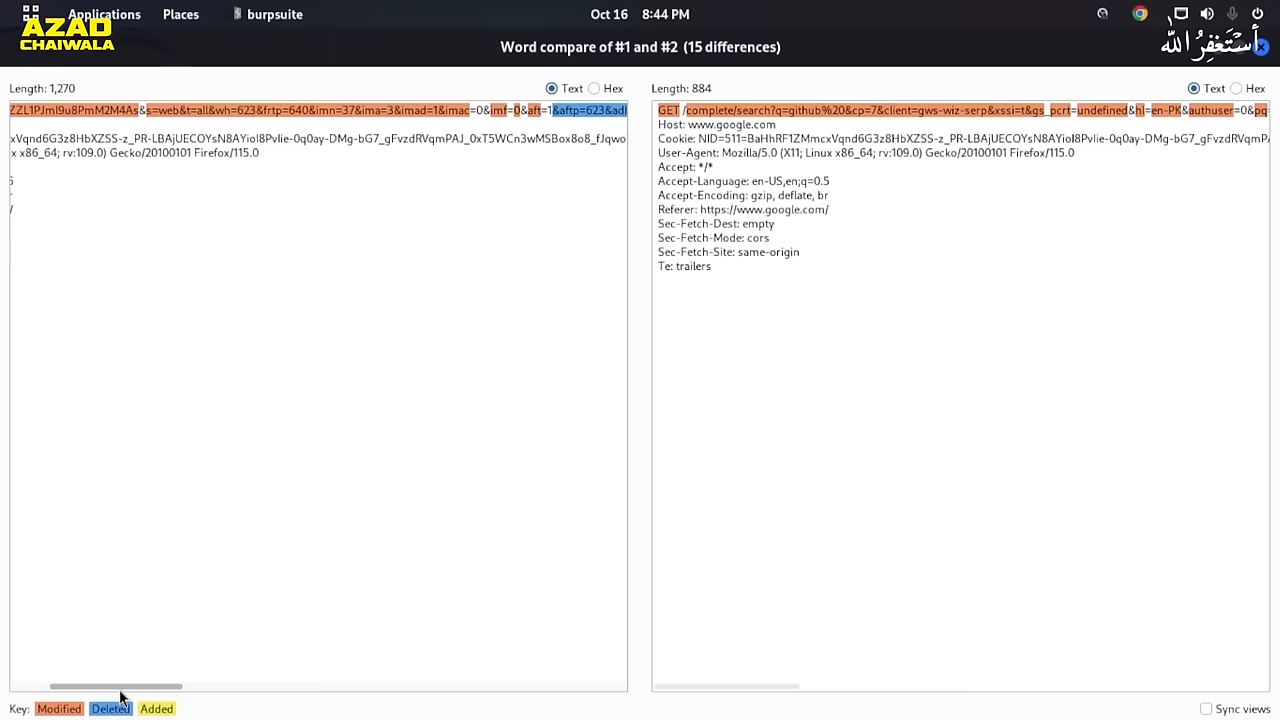 Applications Places burpsuite Oct 16 8:44 PM
AZAD
CHAIWALA
Word compare of #1 and #2 (15 differences)
أستغفر الله
Length: 1,270 Text Hex
Length: 884 Text Hex
ZZL1PJmI9u8PmM2M4As&s=web&t=all&wh=623&frtp=640&imn=37&ima=3&imad=1&imac=0&imf=0&aft=1&aftp=623&adl
xVqnd6G3z8HbXZSS-z_PR-LBAjUECOYsN8AYioI8Pvlie-0q0ay-DMg-bG7_gFvzdRVqmPAJ_0xT5WCn3wMSBox8o8_fJqwo
x x86_64; rv:109.0) Gecko/20100101 Firefox/115.0
5
/
GET /complete/search?q=github%20&cp=7&client=gws-wiz-serp&xssi=t&gs_pcrt=undefined&hl=en-PK&authuser=0&pq
Host: www.google.com
Cookie: NID=511=BaHhRF1ZMmcxVqnd6G3z8HbXZSS-z_PR-LBAjUECOYsN8AYioI8Pvlie-0q0ay-DMg-bG7_gFvzdRVqmP
User-Agent: Mozilla/5.0 (X11; Linux x86_64; rv:109.0) Gecko/20100101 Firefox/115.0
Accept: */*
Accept-Language: en-US,en;q=0.5
Accept-Encoding: gzip, deflate, br
Referer: https://www.google.com/
Sec-Fetch-Dest: empty
Sec-Fetch-Mode: cors
Sec-Fetch-Site: same-origin
Te: trailers
Key: Modified Deleted Added
Sync views